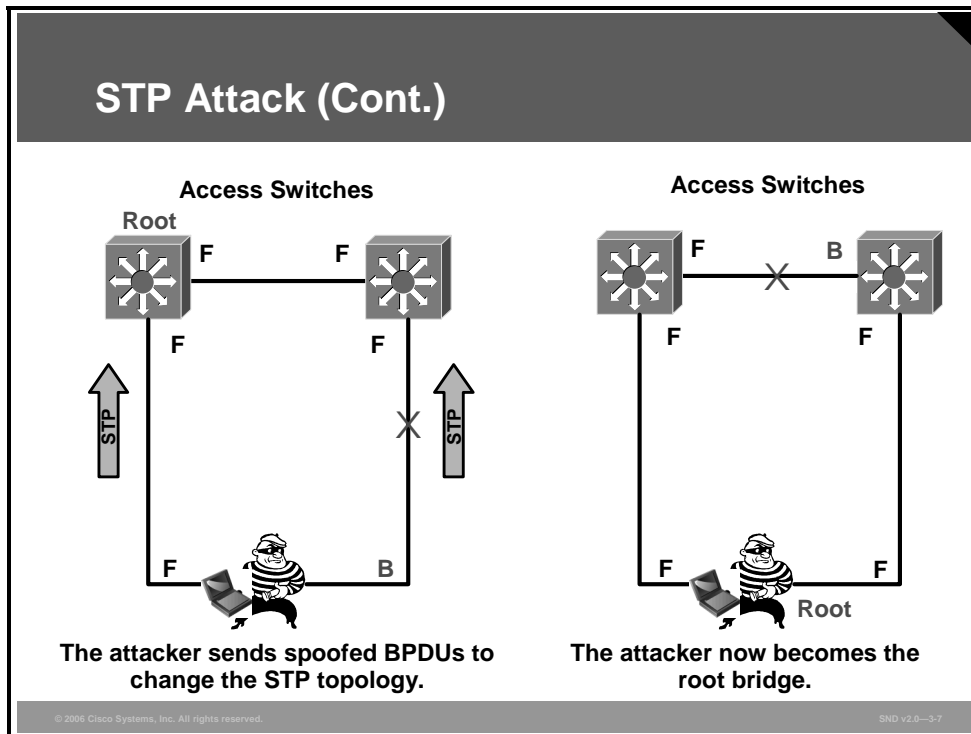 STP Attack (Cont.)
Access Switches
Root
F
F
F
F
STP
X
STP
F
B
The attacker sends spoofed BPDUs to
change the STP topology.
Access Switches
F
B
X
F
F
F
F
Root
The attacker now becomes the
root bridge.
© 2006 Cisco Systems, Inc. All rights reserved.
SND v2.0—3-7